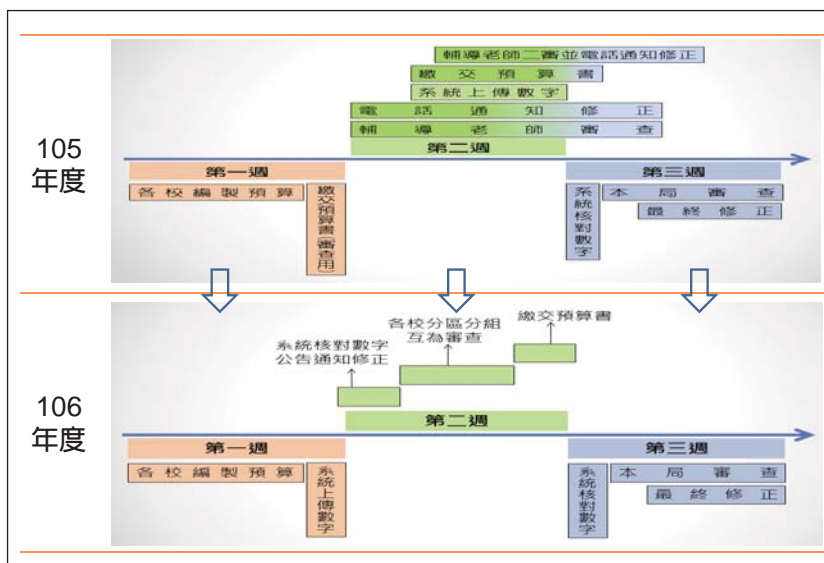 105
年度
輔導老師二審並電話通知修正
繳交預算書
系統上傳數字
電話通知修正
輔導老師審查
第二週
第一週
第三週
各校編製預算
繳交預算書(審查用)
系統核對數字
本局審查
最終修正
106
年度
系統核對數字
公告通知修正
各校分區分組
互為審查
繳交預算書
第二週
第一週
第三週
各校編製預算
系統上傳數字
系統核對數字
本局審查
最終修正